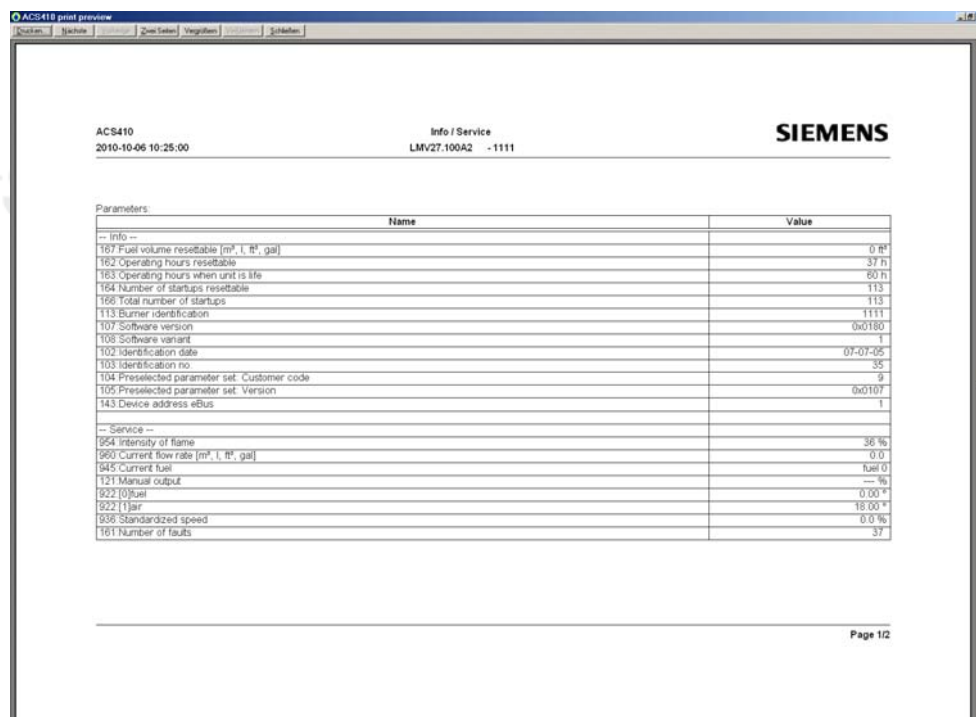 ACS410 print preview
Drucken... Nächste Vorherige Zwei Seiten Vergrößern Verkleinern Schließen
ACS410 Info / Service SIEMENS
2010-10-06 10:25:00 LMV27.100A2 - 1111
Parameters:
Name Value
-- Info --
167:Fuel volume resettable [m³, l, ft³, gal] 0 ft³
162:Operating hours resettable 37 h
163:Operating hours when unit is life 60 h
164:Number of startups resettable 113
166:Total number of startups 113
113:Burner identification 1111
107:Software version 0x0180
108:Software variant 1
102:Identification date 07-07-05
103:Identification no. 35
104:Preselected parameter set: Customer code 9
105:Preselected parameter set: Version 0x0107
143:Device address eBus 1
-- Service --
954:Intensity of flame 36 %
960:Current flow rate [m³, l, ft³, gal] 0.0
945:Current fuel fuel 0
121:Manual output --- %
922:[0]fuel 0.00 °
922:[1]air 18.00 °
936:Standardized speed 0.0 %
161:Number of faults 37
Page 1/2